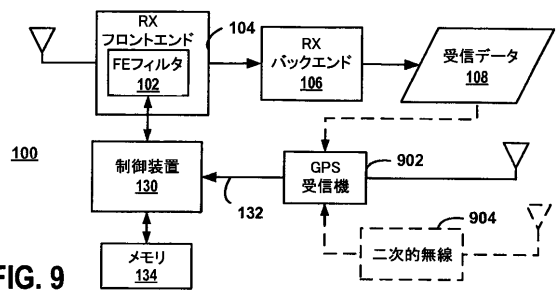 RX
フロントエンド
FEフィルタ
102
104
RX
バックエンド
106
受信データ
108
100
制御装置
130
132
GPS
受信機
902
904
二次的無線
メモリ
134
FIG. 9